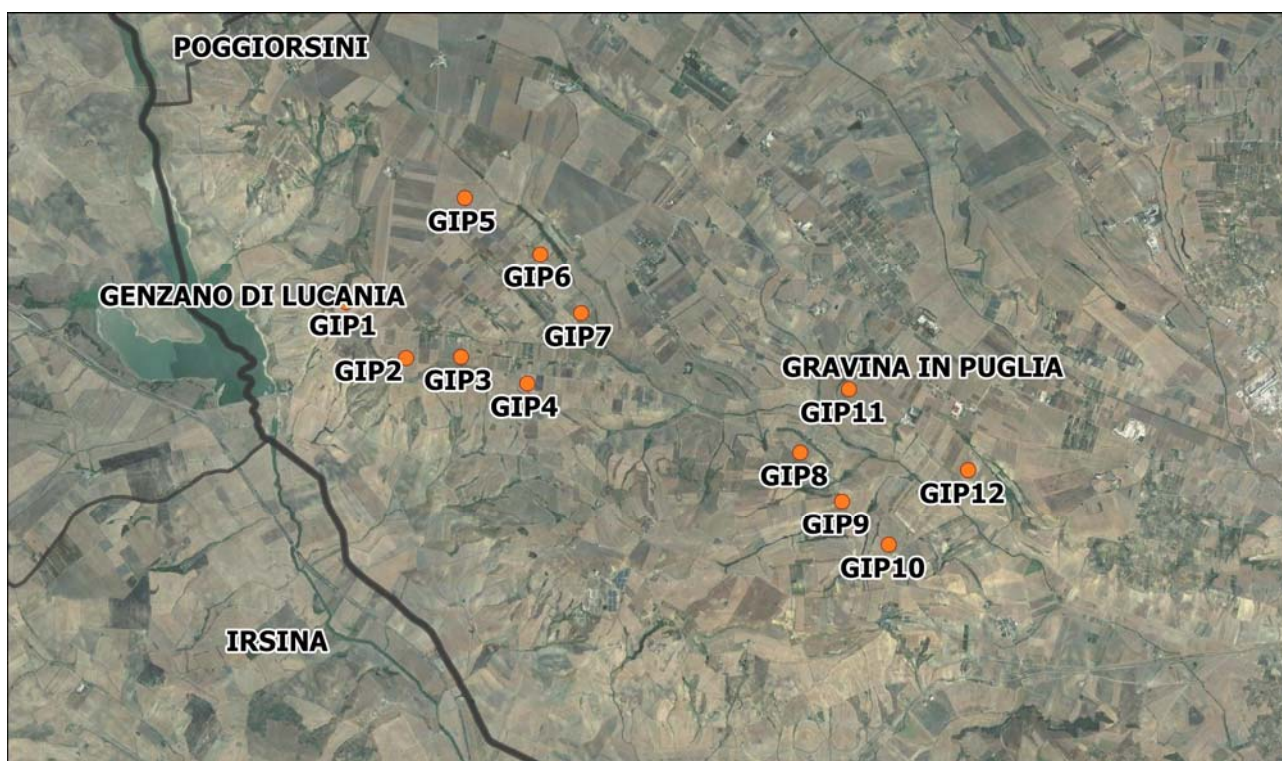 POGGIORSINI
GIP5
GIP6
GENZANO DI LUCANIA
GIP1
GIP7
GIP2
GIP3
GIP4
GRAVINA IN PUGLIA
GIP11
GIP8
GIP12
GIP9
GIP10
IRSINA